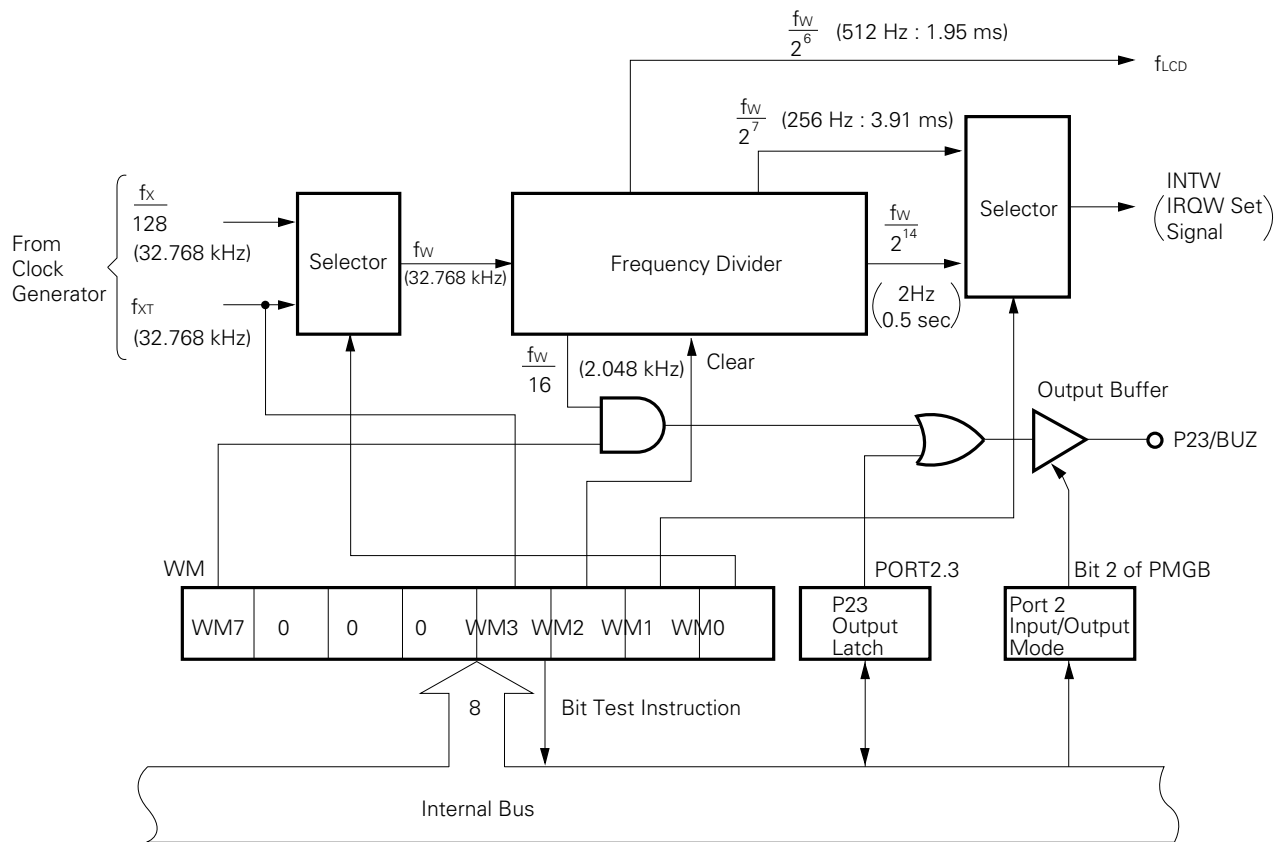 fW
2^6 (512 Hz : 1.95 ms)
fLCD
fW
2^7 (256 Hz : 3.91 ms)
From
Clock
Generator
fX
128
(32.768 kHz)
fXT
(32.768 kHz)
Selector
fW
(32.768 kHz)
Frequency Divider
fW
2^14
2Hz
0.5 sec
Selector
INTW
IRQW Set
Signal
fW
16
(2.048 kHz)
Clear
Output Buffer
P23/BUZ
WM
PORT2.3
Bit 2 of PMGB
WM7 0 0 0 WM3 WM2 WM1 WM0
P23
Output
Latch
Port 2
Input/Output
Mode
8
Bit Test Instruction
Internal Bus